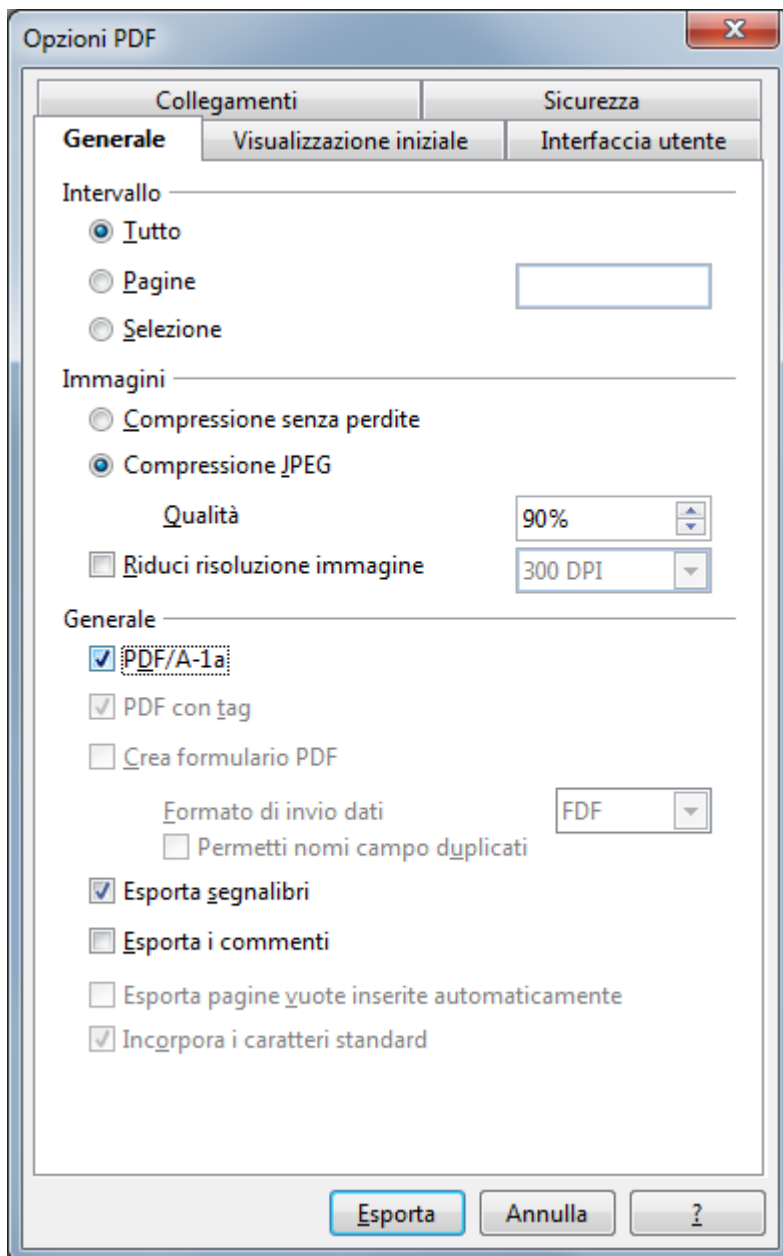 Opzioni PDF
Collegamenti Sicurezza
Generale Visualizzazione iniziale Interfaccia utente
Intervallo
Tutto
Pagine
Selezione
Immagini
Compressione senza perdite
Compressione JPEG
Qualità 90%
Riduci risoluzione immagine 300 DPI
Generale
PDF/A-1a
PDF con tag
Crea formulario PDF
Formato di invio dati FDF
Permetti nomi campo duplicati
Esporta segnalibri
Esporta i commenti
Esporta pagine vuote inserite automaticamente
Incorpora i caratteri standard
Esporta Annulla ?